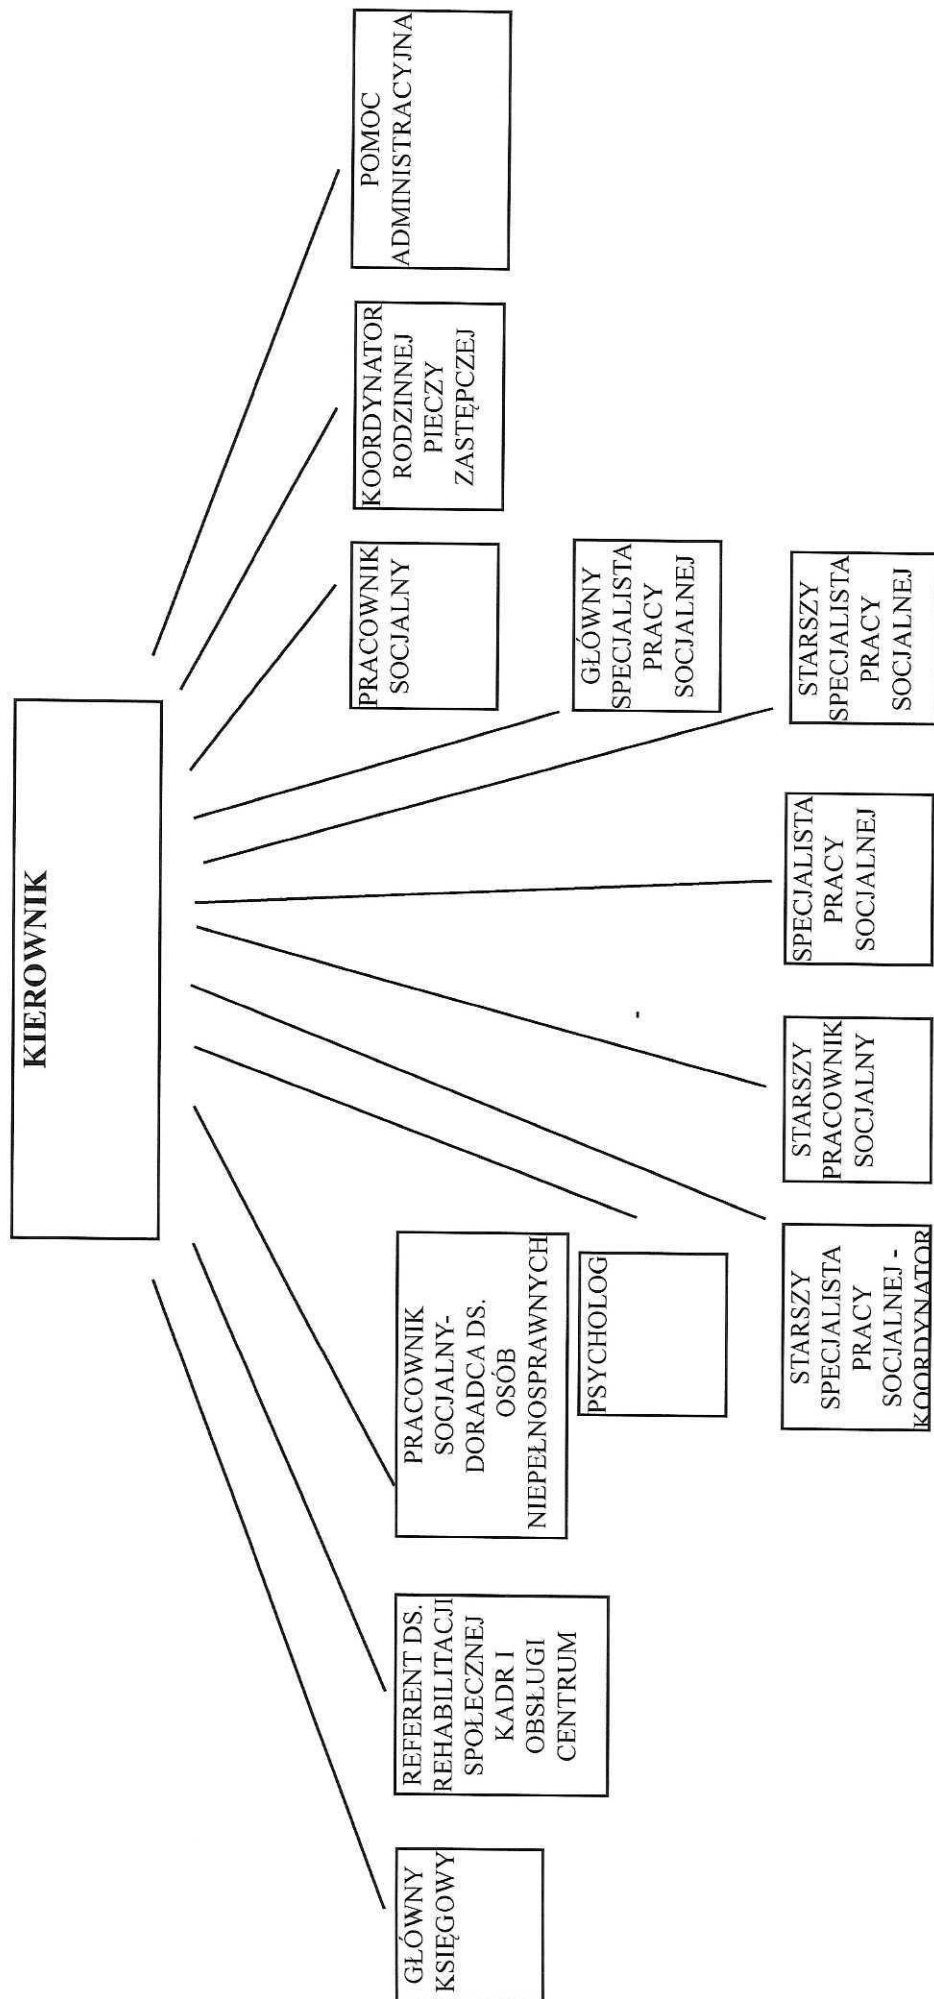 KIEROWNIK
GŁÓWNY
KSIĘGOWY
REFERENT DS.
REHABILITACJI
SPOŁECZNEJ
KADR I
OBSŁUGI
CENTRUM
PRACOWNIK
SOCJALNY-
DORADCA DS.
OSÓB
NIEPEŁNOSPRAWNYCH
PSYCHOLOG
STARSZY
SPECJALISTA
PRACY
SOCJALNEJ -
KOORDYNATOR
STARSZY
PRACOWNIK
SOCJALNY
SPECJALISTA
PRACY
SOCJALNEJ
STARSZY
SPECJALISTA
PRACY
SOCJALNEJ
GŁÓWNY
SPECJALISTA
PRACY
SOCJALNEJ
PRACOWNIK
SOCJALNY
KOORDYNATOR
RODZINNEJ
PIECZY
ZASTĘPCZEJ
POMOC
ADMINISTRACYJNA